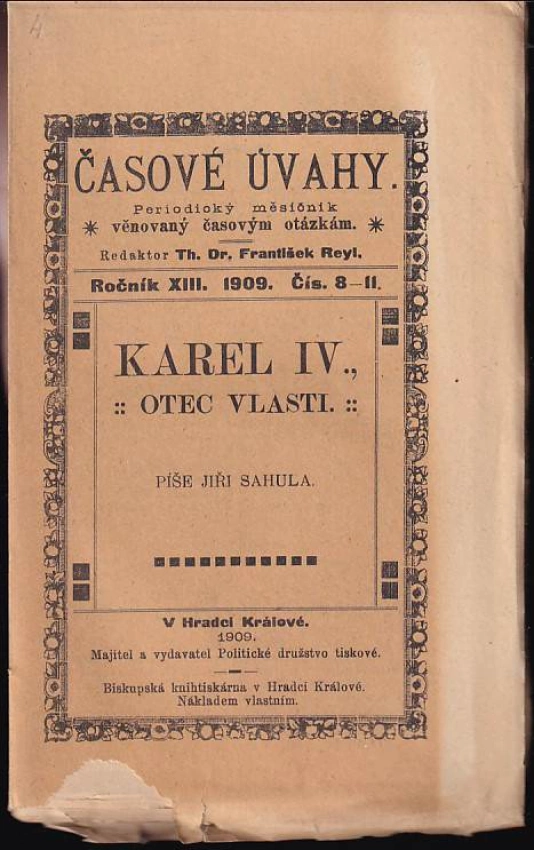 4
ČASOVÉ ÚVAHY.
Periodický měsíčník
* věnovaný časovým otázkám. *
Redaktor Th. Dr. František Reyl.
Ročník XIII. 1909. Čís. 8—11.
KAREL IV.,
:: OTEC VLASTI. ::
PÍŠE JIŘI SAHULA.
V Hradci Králové.
1909.
Majitel a vydavatel Politické družstvo tiskové.
Biskupská knihtiskárna v Hradci Králové.
Nákladem vlastním.